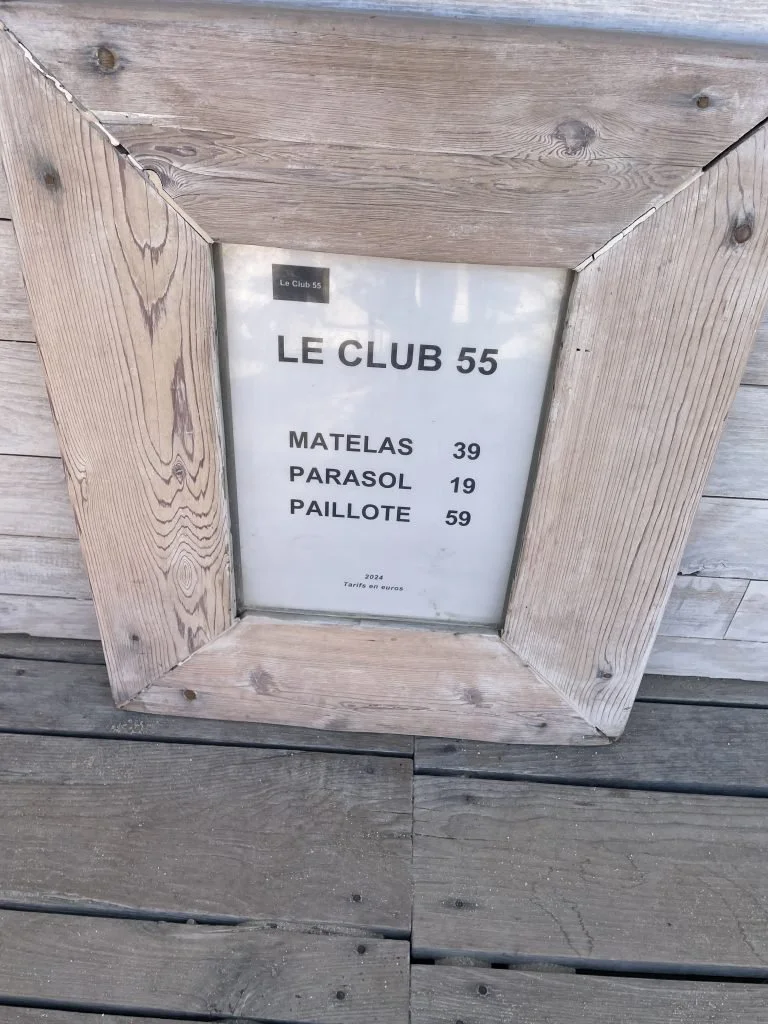 Le Club 55
LE CLUB 55
MATELAS 39
PARASOL 19
PAILLOTE 59
2024
Tarifs en euros